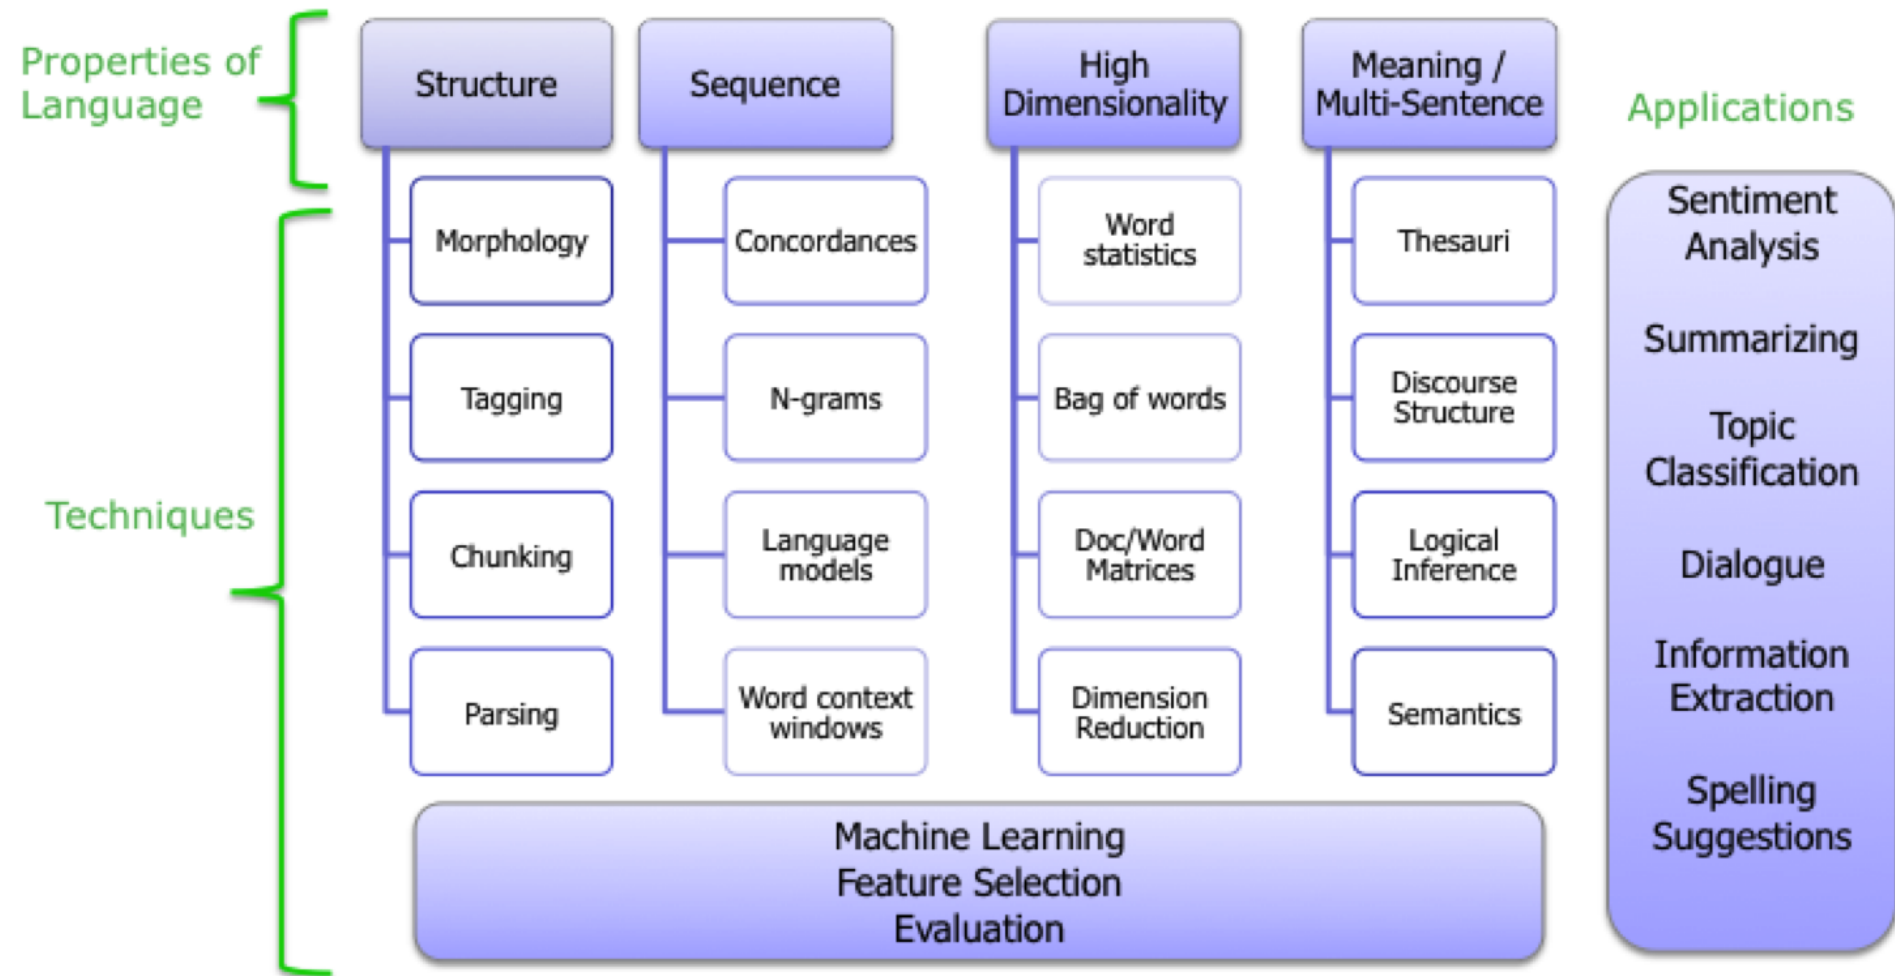 Properties of
Language
Structure
Sequence
High
Dimensionality
Meaning /
Multi-Sentence
Applications
Techniques
Morphology
Tagging
Chunking
Parsing
Concordances
N-grams
Language
models
Word context
windows
Word
statistics
Bag of words
Doc/Word
Matrices
Dimension
Reduction
Thesauri
Discourse
Structure
Logical
Inference
Semantics
Machine Learning
Feature Selection
Evaluation
Sentiment
Analysis
Summarizing
Topic
Classification
Dialogue
Information
Extraction
Spelling
Suggestions